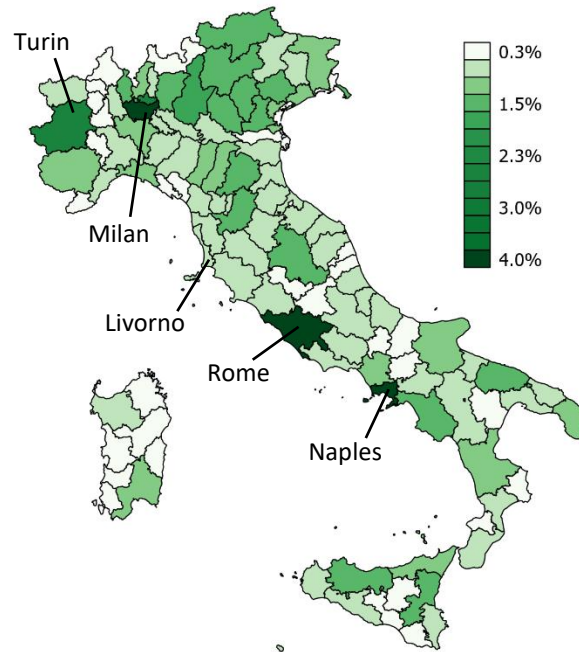 Turin
0.3%
1.5%
2.3%
3.0%
4.0%
Milan
Livorno
Rome
Naples